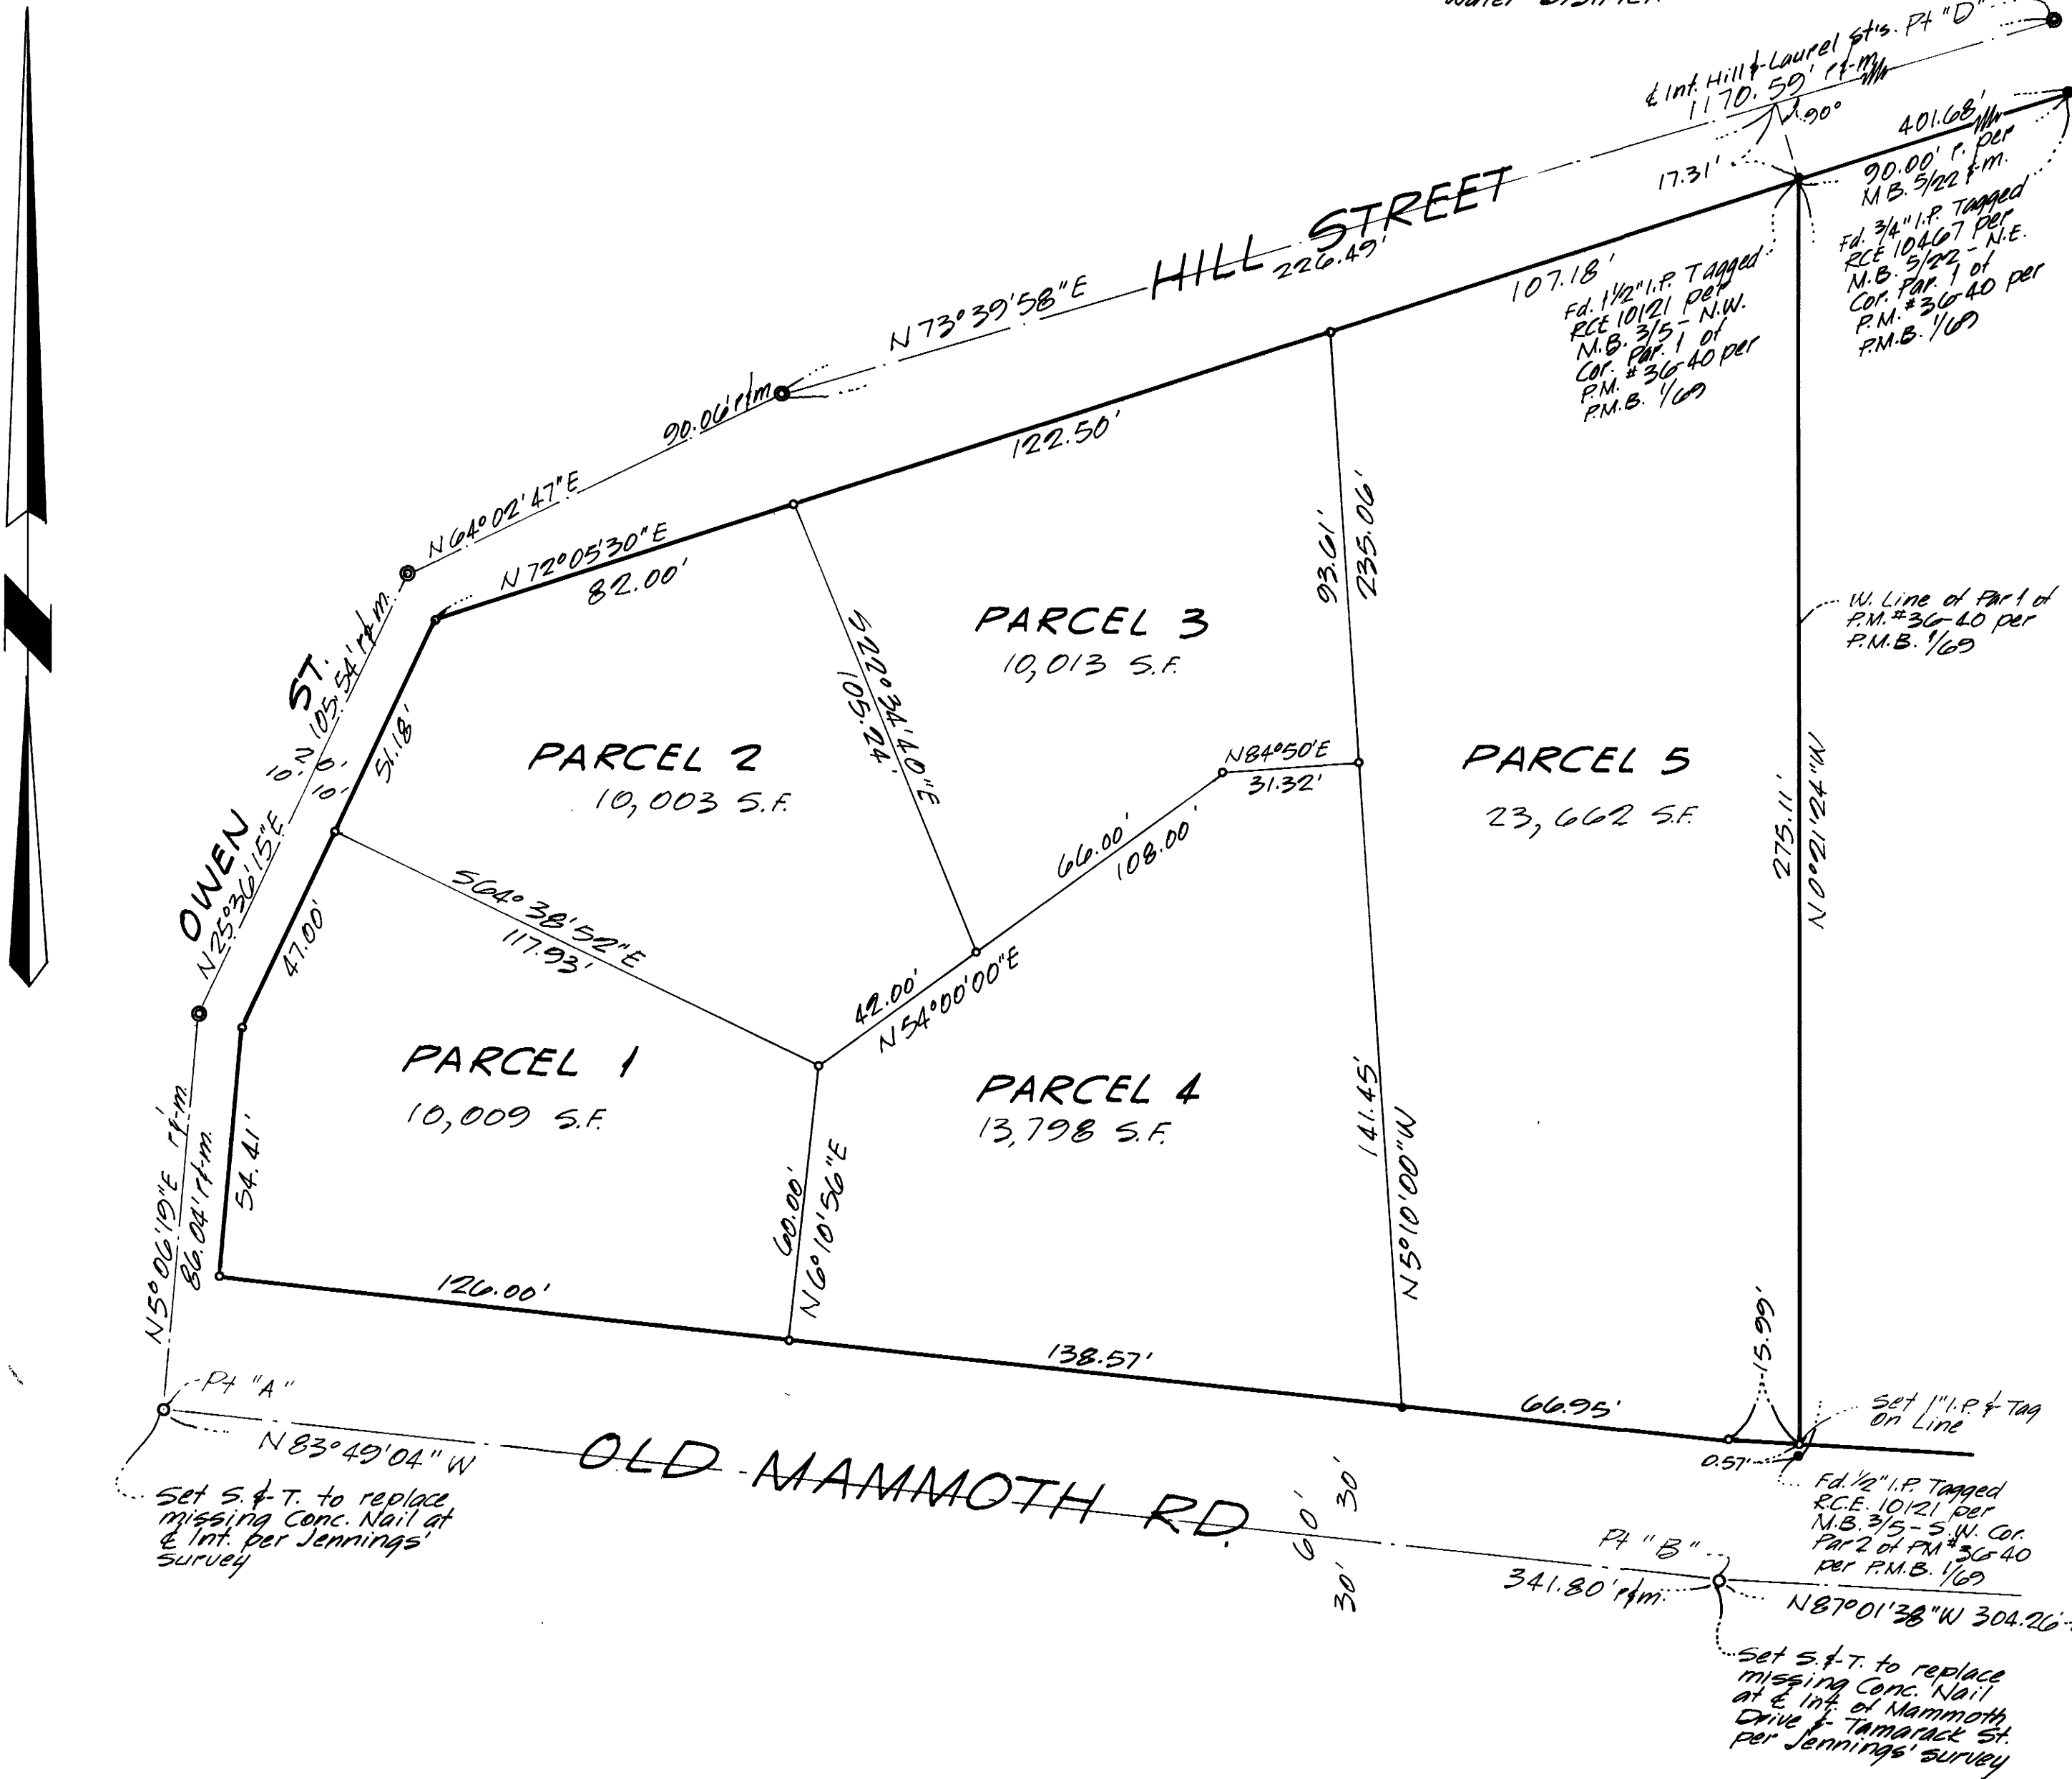 ℄ Int. Hill & Laurel St's. Pt "D"
1170.59' r&m
90°
401.68'
17.31'
90.00' r. per
M.B. 5/22 & m.
Fd. 3/4" I.P. Tagged
RCE 10467 per
M.B. 5/22 - N.E.
Cor. Par. 1 of
P.M. #36-40 per
P.M.B. 1/69
HILL STREET
N 73°39'58"E
226.49'
107.18'
Fd. 1 1/2" I.P. Tagged
RCE 10121 per
M.B. 3/5 - N.W.
Cor. Par. 1 of
P.M. #36-40 per
P.M.B. 1/69
90.06' r&m
122.50'
N 64°02'47"E
N 72°05'30"E
82.00'
93.61'
235.06'
N
PARCEL 3
10,013 S.F.
W. Line of Par 1 of
P.M. #36-40 per
P.M.B. 1/69
OWEN ST.
105.54' r&m.
N 25°36'15"E
20'
10'
10'
51.18'
S 22°34'40"E
105.24'
PARCEL 2
10,003 S.F.
N84°50'E
31.32'
PARCEL 5
23,662 S.F.
275.11'
N 0°21'24"W
66.00'
108.00'
47.00'
S 64°38'52"E
117.93'
42.00'
N 54°00'00"E
PARCEL 1
10,009 S.F.
PARCEL 4
13,798 S.F.
141.45'
N 5°10'00"W
N 5°06'19"E r&m.
86.04' r&m.
54.41'
60.00'
N 6°10'56"E
126.00'
138.57'
66.95'
15.99'
Set 1" I.P. & Tag
On Line
0.57'
Pt "A"
N 83°49'04" W
OLD MAMMOTH RD.
60'
30'
30'
Set S. & T. to replace
missing Conc. Nail at
℄ Int. per Jennings'
survey
Fd. 1/2" I.P. Tagged
R.C.E. 10121 per
M.B. 3/5 - S.W. Cor.
Par 2 of PM #36-40
per P.M.B. 1/69
Pt "B"
341.80' r&m.
N 87°01'38"W 304.26'
Set S. & T. to replace
missing Conc. Nail
at ℄ Int. of Mammoth
Drive & Tamarack St.
per Jennings' survey